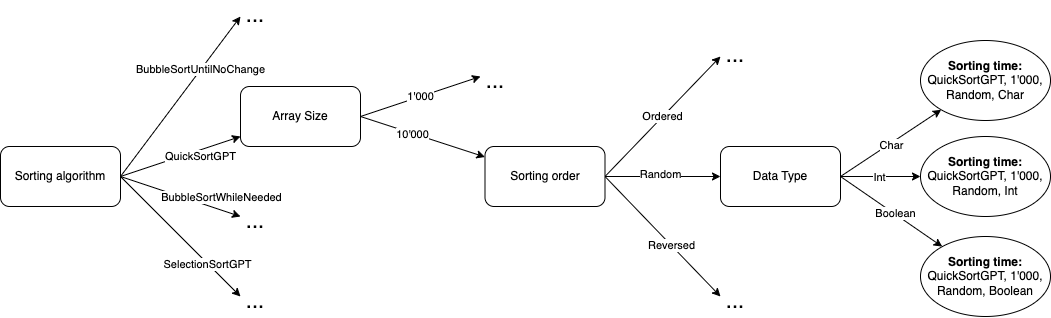 ...
BubbleSortUntilNoChange
Sorting algorithm
QuickSortGPT
BubbleSortWhileNeeded
...
SelectionSortGPT
...
Array Size
1'000
...
10'000
Sorting order
...
Ordered
Random
Reversed
...
Data Type
Char
Int
Boolean
Sorting time:
QuickSortGPT, 1'000,
Random, Char
Sorting time:
QuickSortGPT, 1'000,
Random, Int
Sorting time:
QuickSortGPT, 1'000,
Random, Boolean